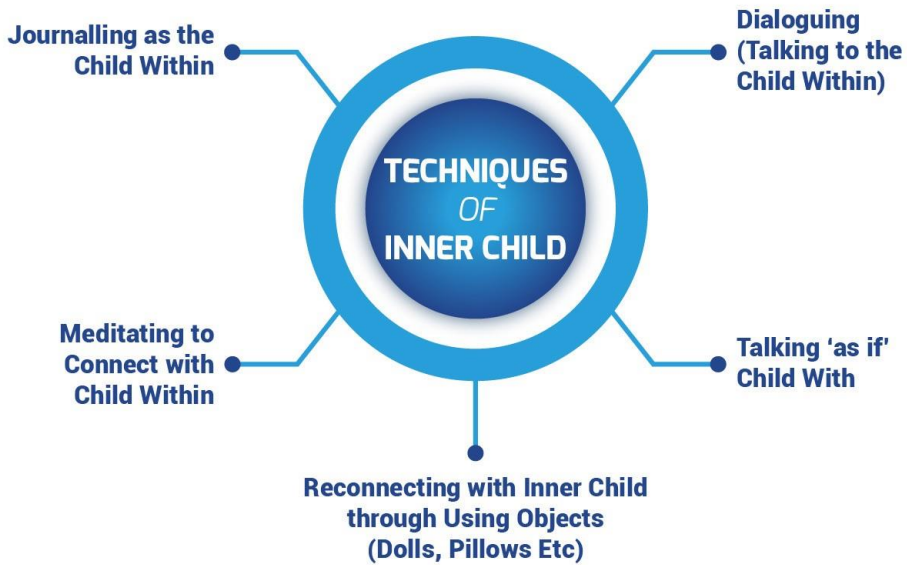 Journalling as the
Child Within
Dialoguing
(Talking to the
Child Within)
TECHNIQUES
OF
INNER CHILD
Meditating to
Connect with
Child Within
Talking ‘as if’
Child With
Reconnecting with Inner Child
through Using Objects
(Dolls, Pillows Etc)